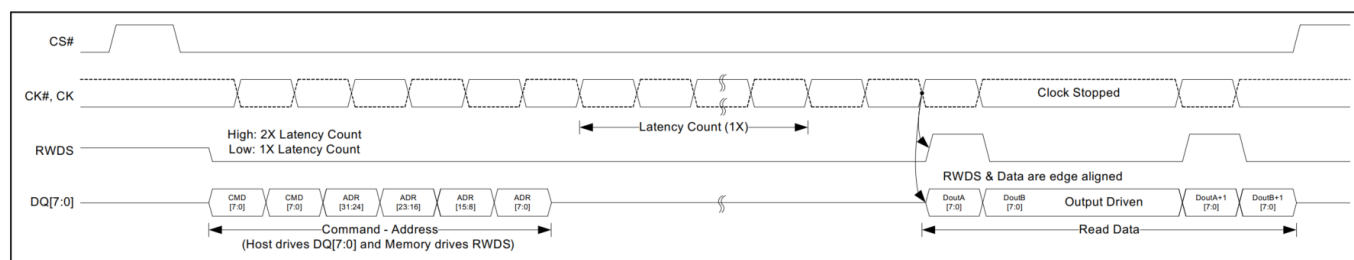 CS#
CK#, CK
Clock Stopped
High: 2X Latency Count
Low: 1X Latency Count
Latency Count (1X)
RWDS
RWDS & Data are edge aligned
DQ[7:0]
CMD [7:0]
CMD [7:0]
ADR [31:24]
ADR [23:16]
ADR [15:8]
ADR [7:0]
DoutA [7:0]
DoutB [7:0]
Output Driven
DoutA+1 [7:0]
DoutB+1 [7:0]
Command - Address
(Host drives DQ[7:0] and Memory drives RWDS)
Read Data